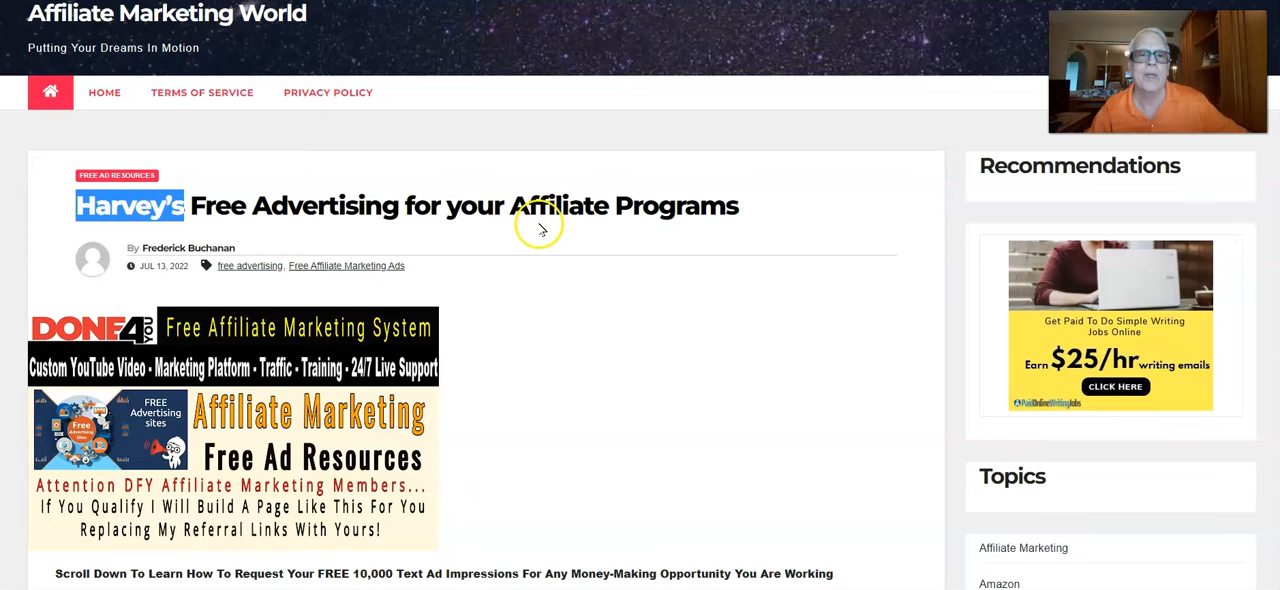 Affiliate Marketing World
Putting Your Dreams In Motion
HOME TERMS OF SERVICE PRIVACY POLICY
FREE AD RESOURCES
Harvey's Free Advertising for your Affiliate Programs
By Frederick Buchanan
JUL 13, 2022 free advertising, Free Affiliate Marketing Ads
DONE4YOU Free Affiliate Marketing System
Custom YouTube Video - Marketing Platform - Traffic - Training - 24/7 Live Support
Free Advertising sites
FREE Advertising sites
Affiliate Marketing
Free Ad Resources
Attention DFY Affiliate Marketing Members...
If You Qualify I Will Build A Page Like This For You
Replacing My Referral Links With Yours!
Scroll Down To Learn How To Request Your FREE 10,000 Text Ad Impressions For Any Money-Making Opportunity You Are Working
Recommendations
Get Paid To Do Simple Writing
Jobs Online
Earn $25/hr writing emails
CLICK HERE
PaidOnlineWritingJobs
Topics
Affiliate Marketing
Amazon